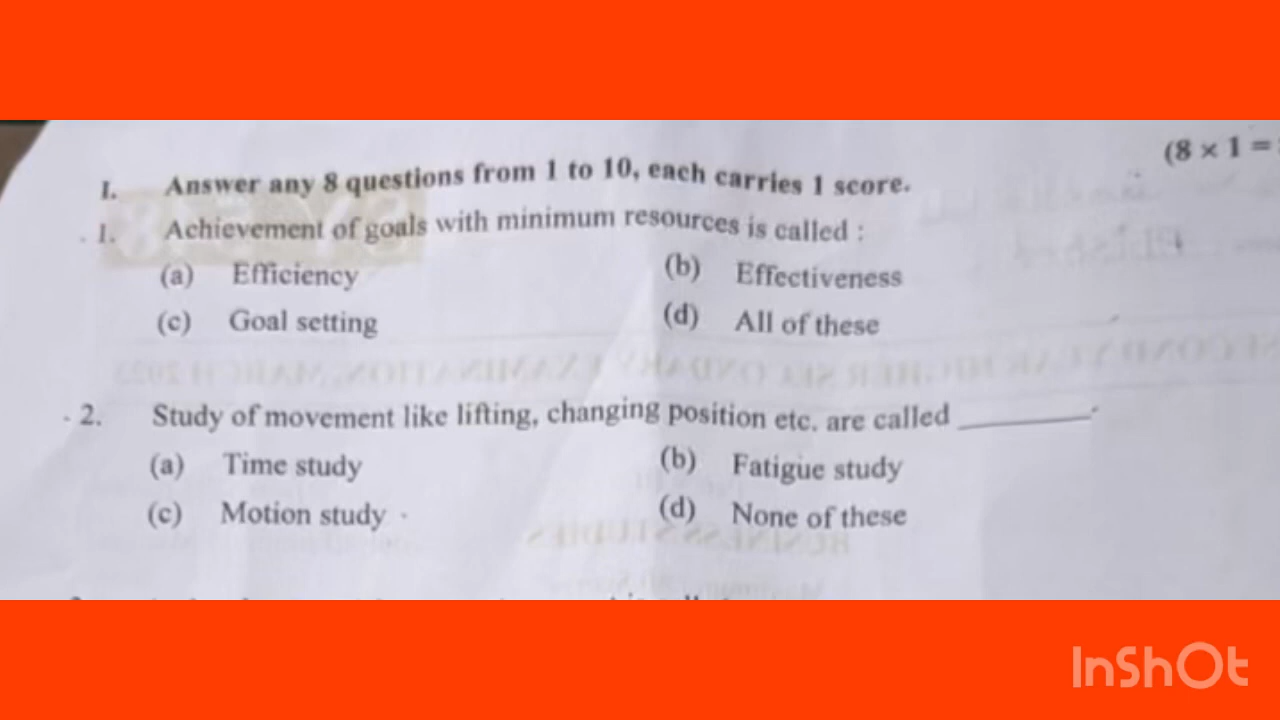 (8 × 1 =
I. Answer any 8 questions from 1 to 10, each carries 1 score.
1. Achievement of goals with minimum resources is called :
(a) Efficiency (b) Effectiveness
(c) Goal setting (d) All of these
2. Study of movement like lifting, changing position etc. are called ________
(a) Time study (b) Fatigue study
(c) Motion study (d) None of these
InShOt